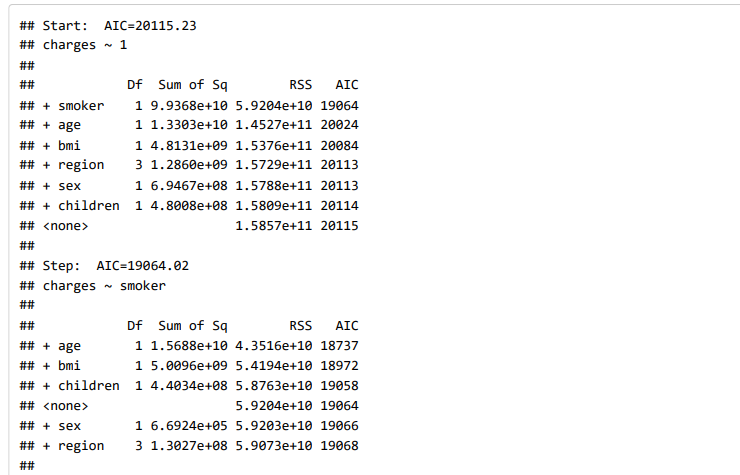 ## Start:  AIC=20115.23
## charges ~ 1
##
##            Df  Sum of Sq        RSS   AIC
## + smoker    1 9.9368e+10 5.9204e+10 19064
## + age       1 1.3303e+10 1.4527e+11 20024
## + bmi       1 4.8131e+09 1.5376e+11 20084
## + region    3 1.2860e+09 1.5729e+11 20113
## + sex       1 6.9467e+08 1.5788e+11 20113
## + children  1 4.8008e+08 1.5809e+11 20114
## <none>                   1.5857e+11 20115
##
## Step:  AIC=19064.02
## charges ~ smoker
##
##            Df  Sum of Sq        RSS   AIC
## + age       1 1.5688e+10 4.3516e+10 18737
## + bmi       1 5.0096e+09 5.4194e+10 18972
## + children  1 4.4034e+08 5.8763e+10 19058
## <none>                   5.9204e+10 19064
## + sex       1 6.6924e+05 5.9203e+10 19066
## + region    3 1.3027e+08 5.9073e+10 19068
##